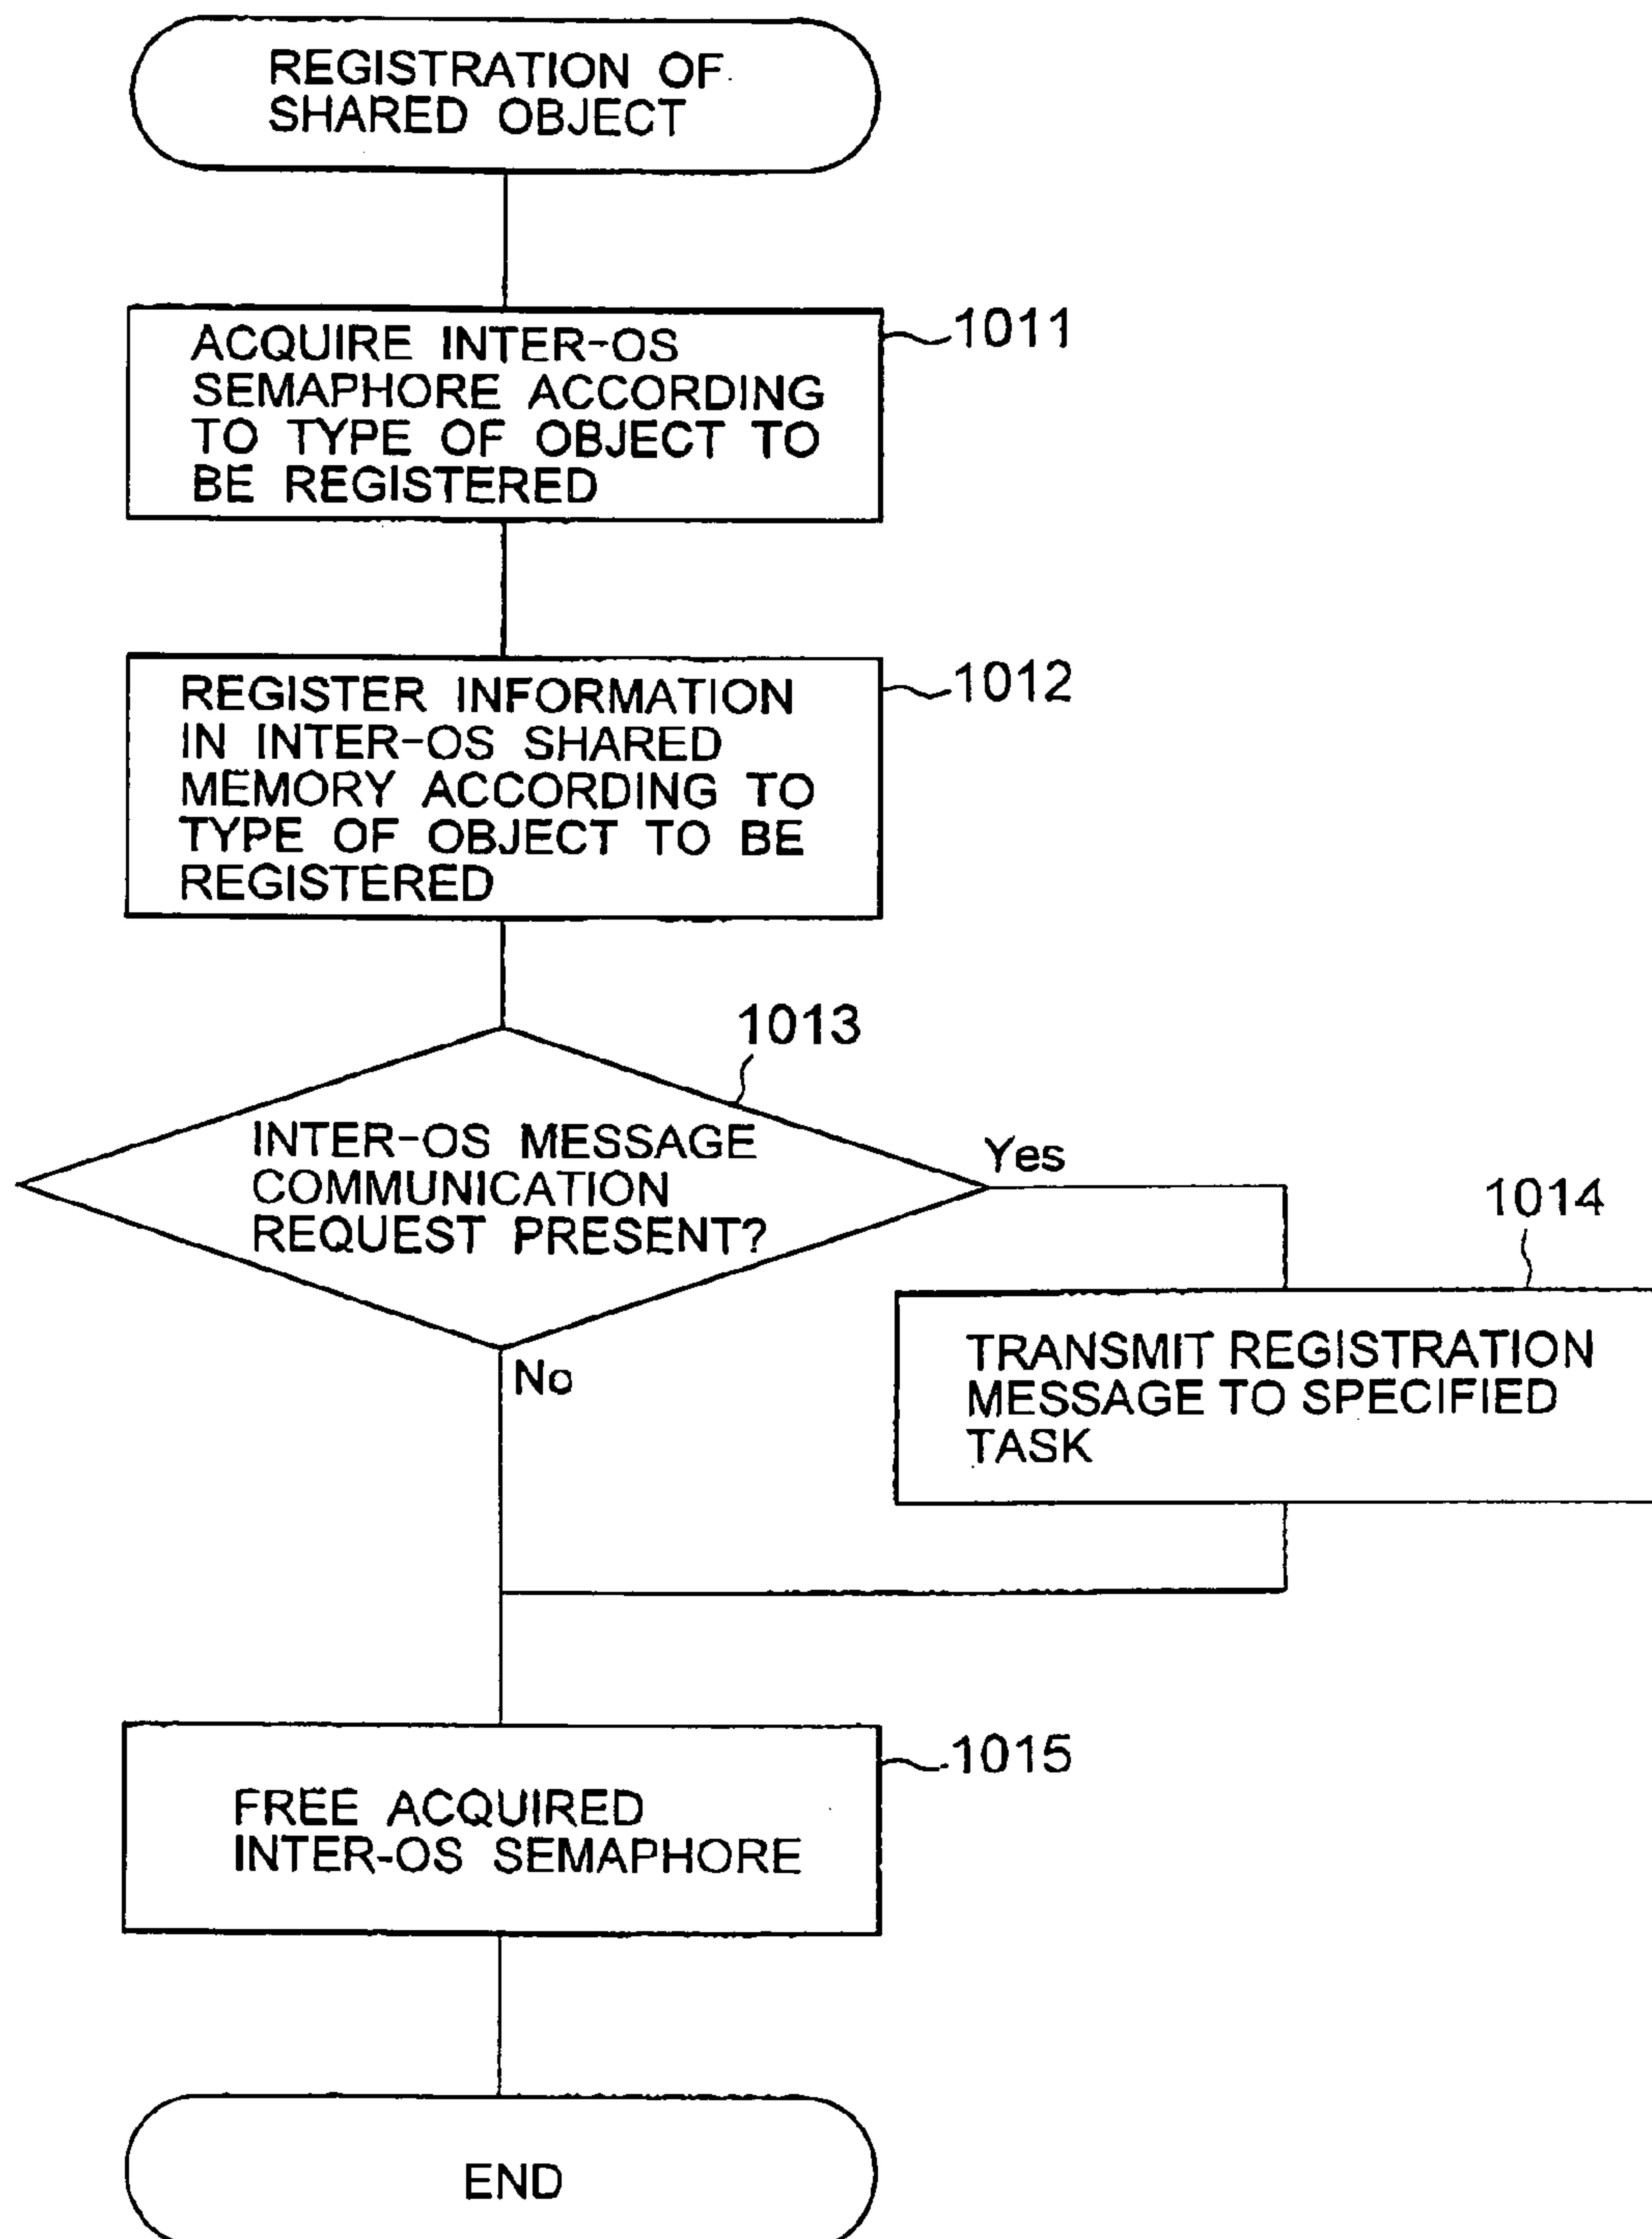 REGISTRATION OF
SHARED OBJECT
ACQUIRE INTER-OS
SEMAPHORE ACCORDING
TO TYPE OF OBJECT TO
BE REGISTERED
1011
REGISTER INFORMATION
IN INTER-OS SHARED
MEMORY ACCORDING TO
TYPE OF OBJECT TO BE
REGISTERED
1012
1013
INTER-OS MESSAGE
COMMUNICATION
REQUEST PRESENT?
Yes
No
1014
TRANSMIT REGISTRATION
MESSAGE TO SPECIFIED
TASK
1015
FREE ACQUIRED
INTER-OS SEMAPHORE
END